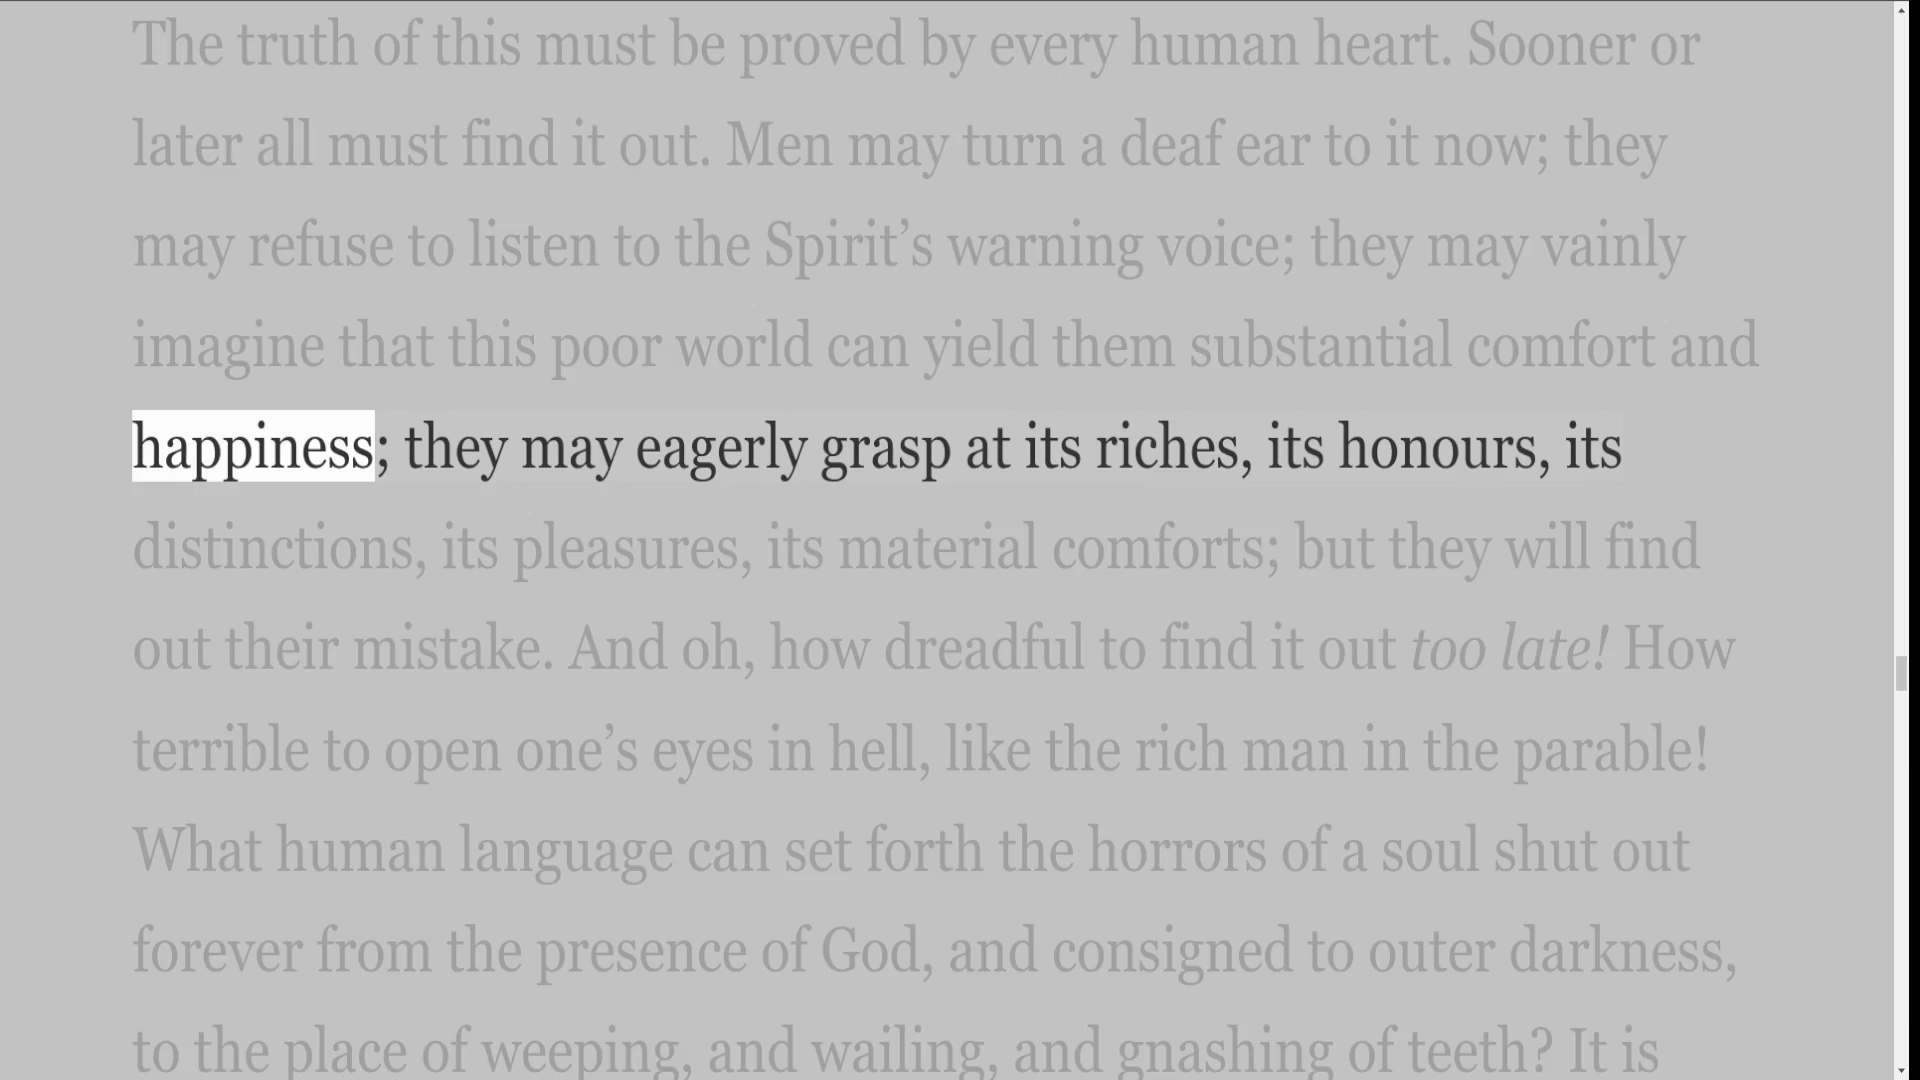 The truth of this must be proved by every human heart. Sooner or
later all must find it out. Men may turn a deaf ear to it now; they
may refuse to listen to the Spirit’s warning voice; they may vainly
imagine that this poor world can yield them substantial comfort and
happiness; they may eagerly grasp at its riches, its honours, its
distinctions, its pleasures, its material comforts; but they will find
out their mistake. And oh, how dreadful to find it out too late! How
terrible to open one’s eyes in hell, like the rich man in the parable!
What human language can set forth the horrors of a soul shut out
forever from the presence of God, and consigned to outer darkness,
to the place of weeping, and wailing, and gnashing of teeth? It is